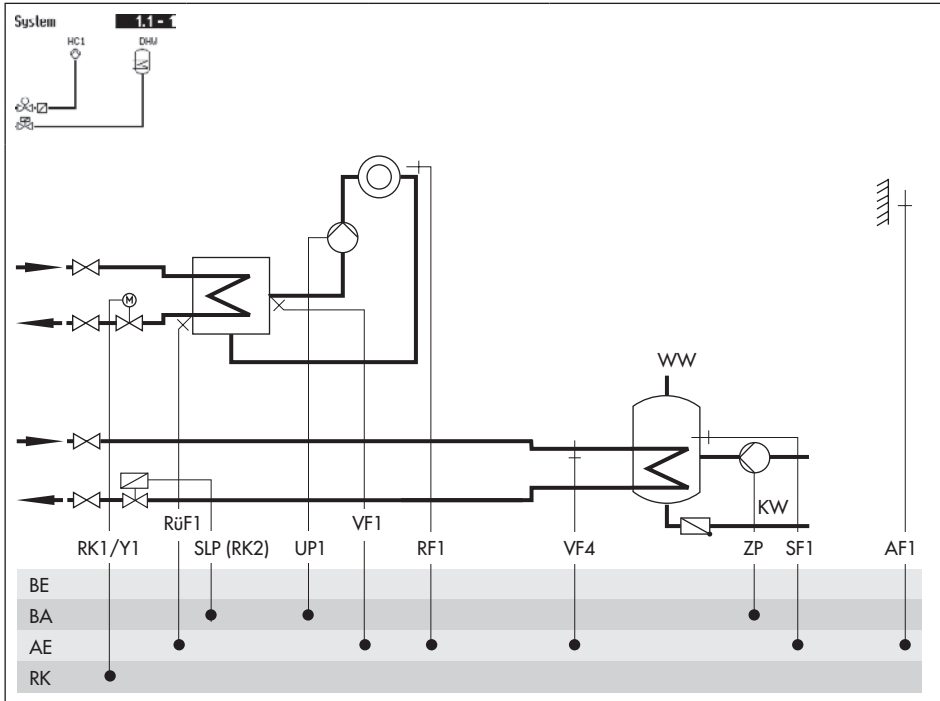 System 1.1 - 1
HC1 DHW
M
WW
KW
RüF1 VF1
RK1/Y1 SLP (RK2) UP1 RF1 VF4 ZP SF1 AF1
BE
BA
AE
RK